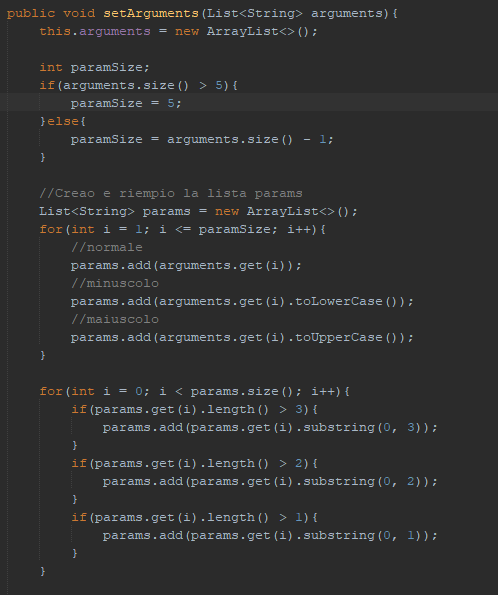 public void setArguments(List<String> arguments){
this.arguments = new ArrayList<>();
int paramSize;
if(arguments.size() > 5){
paramSize = 5;
}else{
paramSize = arguments.size() - 1;
}
//Creao e riempio la lista params
List<String> params = new ArrayList<>();
for(int i = 1; i <= paramSize; i++){
//normale
params.add(arguments.get(i));
//minuscolo
params.add(arguments.get(i).toLowerCase());
//maiuscolo
params.add(arguments.get(i).toUpperCase());
}
for(int i = 0; i < params.size(); i++){
if(params.get(i).length() > 3){
params.add(params.get(i).substring(0, 3));
}
if(params.get(i).length() > 2){
params.add(params.get(i).substring(0, 2));
}
if(params.get(i).length() > 1){
params.add(params.get(i).substring(0, 1));
}
}